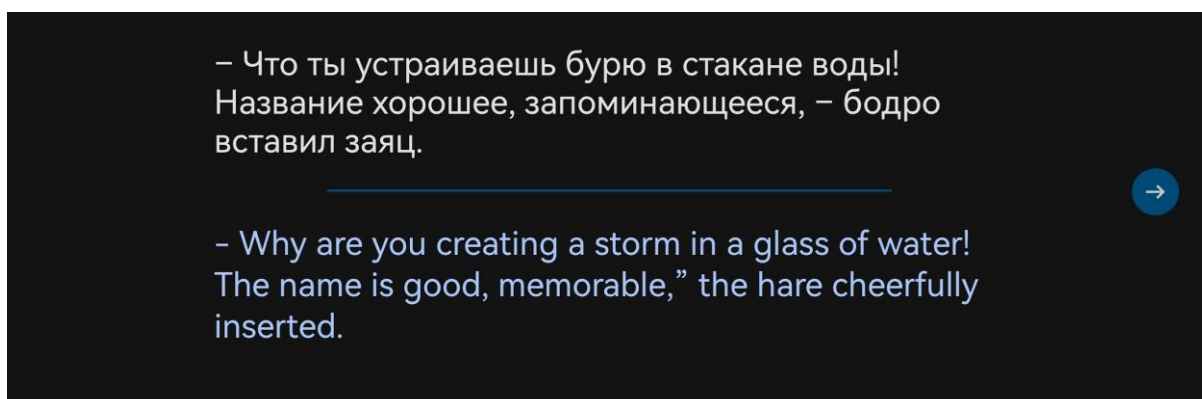 – Что ты устраиваешь бурю в стакане воды!
Название хорошее, запоминающееся, – бодро
вставил заяц.
– Why are you creating a storm in a glass of water!
The name is good, memorable,” the hare cheerfully
inserted.